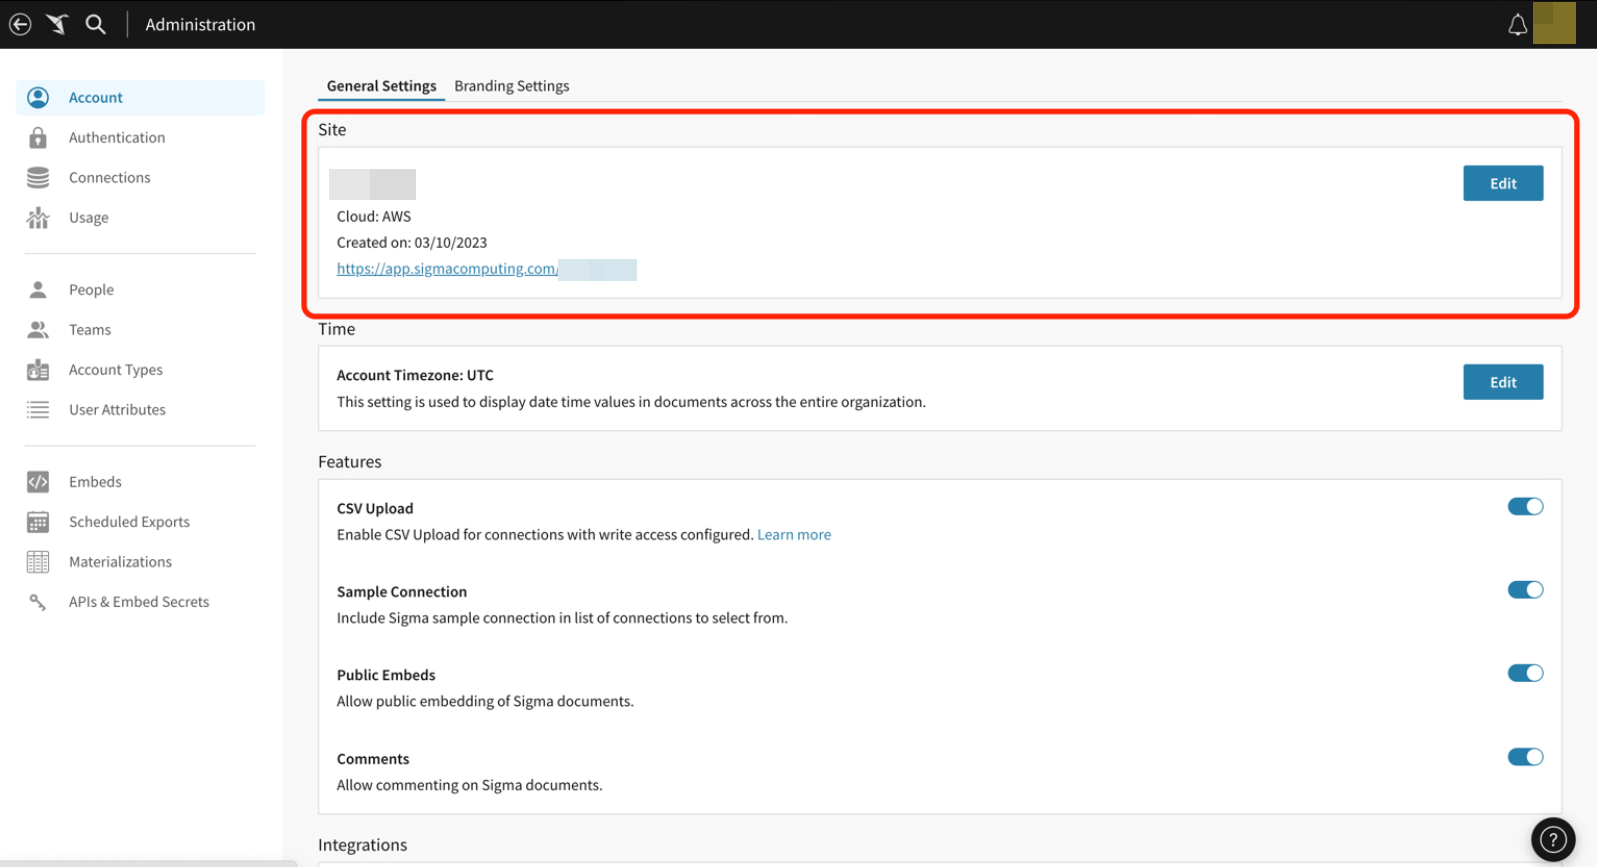 Administration
Account
Authentication
Connections
Usage
People
Teams
Account Types
User Attributes
Embeds
Scheduled Exports
Materializations
APIs & Embed Secrets
General Settings Branding Settings
Site
Edit
Cloud: AWS
Created on: 03/10/2023
https://app.sigmacomputing.com/
Time
Account Timezone: UTC
Edit
This setting is used to display date time values in documents across the entire organization.
Features
CSV Upload
Enable CSV Upload for connections with write access configured. Learn more
Sample Connection
Include Sigma sample connection in list of connections to select from.
Public Embeds
Allow public embedding of Sigma documents.
Comments
Allow commenting on Sigma documents.
Integrations
?